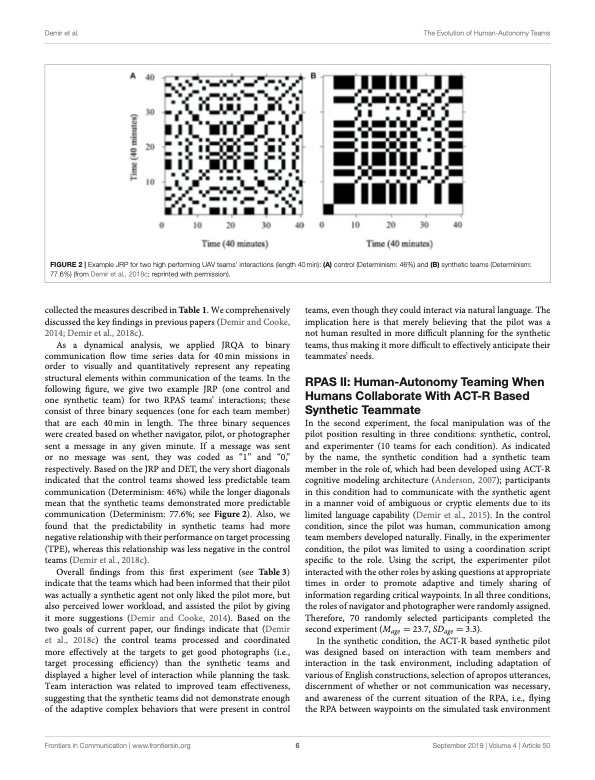 Demir et al.
The Evolution of Human-Autonomy Teams
A
B
40
30
20
10
Time (40 minutes)
0 10 20 30 40
0 10 20 30 40
Time (40 minutes)
Time (40 minutes)
FIGURE 2 | Example JRP for two high performing UAV teams' interactions (length 40 min): (A) control (Determinism: 46%) and (B) synthetic teams (Determinism:
77.6%) (from Demir et al., 2018c; reprinted with permission).
collected the measures described in Table 1. We comprehensively
discussed the key findings in previous papers (Demir and Cooke,
2014; Demir et al., 2018c).
As a dynamical analysis, we applied JRQA to binary
communication flow time series data for 40 min missions in
order to visually and quantitatively represent any repeating
structural elements within communication of the teams. In the
following figure, we give two example JRP (one control and
one synthetic team) for two RPAS teams' interactions; these
consist of three binary sequences (one for each team member)
that are each 40 min in length. The three binary sequences
were created based on whether navigator, pilot, or photographer
sent a message in any given minute. If a message was sent
or no message was sent, they were coded as "1" and "0,"
respectively. Based on the JRP and DET, the very short diagonals
indicated that the control teams showed less predictable team
communication (Determinism: 46%) while the longer diagonals
mean that the synthetic teams demonstrated more predictable
communication (Determinism: 77.6%; see Figure 2). Also, we
found that the predictability in synthetic teams had more
negative relationship with their performance on target processing
(TPE), whereas this relationship was less negative in the control
teams (Demir et al., 2018c).
Overall findings from this first experiment (see Table 3)
indicate that the teams which had been informed that their pilot
was actually a synthetic agent not only liked the pilot more, but
also perceived lower workload, and assisted the pilot by giving
it more suggestions (Demir and Cooke, 2014). Based on the
two goals of current paper, our findings indicate that (Demir
et al., 2018c) the control teams processed and coordinated
more effectively at the targets to get good photographs (i.e.,
target processing efficiency) than the synthetic teams and
displayed a higher level of interaction while planning the task.
Team interaction was related to improved team effectiveness,
suggesting that the synthetic teams did not demonstrate enough
of the adaptive complex behaviors that were present in control
teams, even though they could interact via natural language. The
implication here is that merely believing that the pilot was a
not human resulted in more difficult planning for the synthetic
teams, thus making it more difficult to effectively anticipate their
teammates' needs.
RPAS II: Human-Autonomy Teaming When
Humans Collaborate With ACT-R Based
Synthetic Teammate
In the second experiment, the focal manipulation was of the
pilot position resulting in three conditions: synthetic, control,
and experimenter (10 teams for each condition). As indicated
by the name, the synthetic condition had a synthetic team
member in the role of, which had been developed using ACT-R
cognitive modeling architecture (Anderson, 2007); participants
in this condition had to communicate with the synthetic agent
in a manner void of ambiguous or cryptic elements due to its
limited language capability (Demir et al., 2015). In the control
condition, since the pilot was human, communication among
team members developed naturally. Finally, in the experimenter
condition, the pilot was limited to using a coordination script
specific to the role. Using the script, the experimenter pilot
interacted with the other roles by asking questions at appropriate
times in order to promote adaptive and timely sharing of
information regarding critical waypoints. In all three conditions,
the roles of navigator and photographer were randomly assigned.
Therefore, 70 randomly selected participants completed the
second experiment (Mage = 23.7, SDage = 3.3).
In the synthetic condition, the ACT-R based synthetic pilot
was designed based on interaction with team members and
interaction in the task environment, including adaptation of
various of English constructions, selection of apropos utterances,
discernment of whether or not communication was necessary,
and awareness of the current situation of the RPA, i.e., flying
the RPA between waypoints on the simulated task environment
Frontiers in Communication | www.frontiersin.org
6
September 2019 | Volume 4 | Article 50